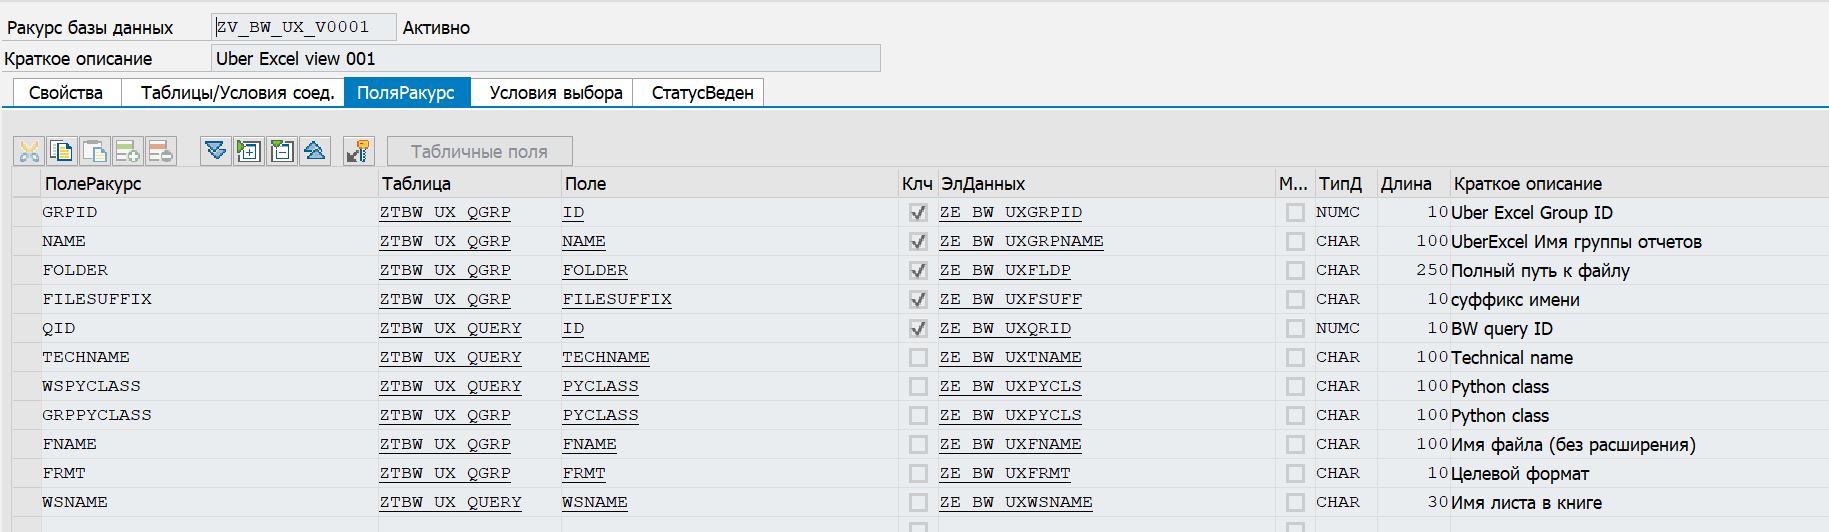 Ракурс базы данных ZV_BW_UX_V0001 Активно
Краткое описание Uber Excel view 001
Свойства Таблицы/Условия соед. ПоляРакурс Условия выбора СтатусВеден
Табличные поля
ПолеРакурс Таблица Поле Клч ЭлДанных М... ТипД Длина Краткое описание
GRPID ZTBW_UX_QGRP ID ZE_BW_UXGRPID NUMC 10 Uber Excel Group ID
NAME ZTBW_UX_QGRP NAME ZE_BW_UXGRPNAME CHAR 100 UberExcel Имя группы отчетов
FOLDER ZTBW_UX_QGRP FOLDER ZE_BW_UXFLDP CHAR 250 Полный путь к файлу
FILESUFFIX ZTBW_UX_QGRP FILESUFFIX ZE_BW_UXFSUFF CHAR 10 суффикс имени
QID ZTBW_UX_QUERY ID ZE_BW_UXQRID NUMC 10 BW query ID
TECHNAME ZTBW_UX_QUERY TECHNAME ZE_BW_UXTNAME CHAR 100 Technical name
WSPYCLASS ZTBW_UX_QUERY PYCLASS ZE_BW_UXPYCLS CHAR 100 Python class
GRPPYCLASS ZTBW_UX_QGRP PYCLASS ZE_BW_UXPYCLS CHAR 100 Python class
FNAME ZTBW_UX_QGRP FNAME ZE_BW_UXFNAME CHAR 100 Имя файла (без расширения)
FRMT ZTBW_UX_QGRP FRMT ZE_BW_UXFRMT CHAR 10 Целевой формат
WSNAME ZTBW_UX_QUERY WSNAME ZE_BW_UXWSNAME CHAR 30 Имя листа в книге